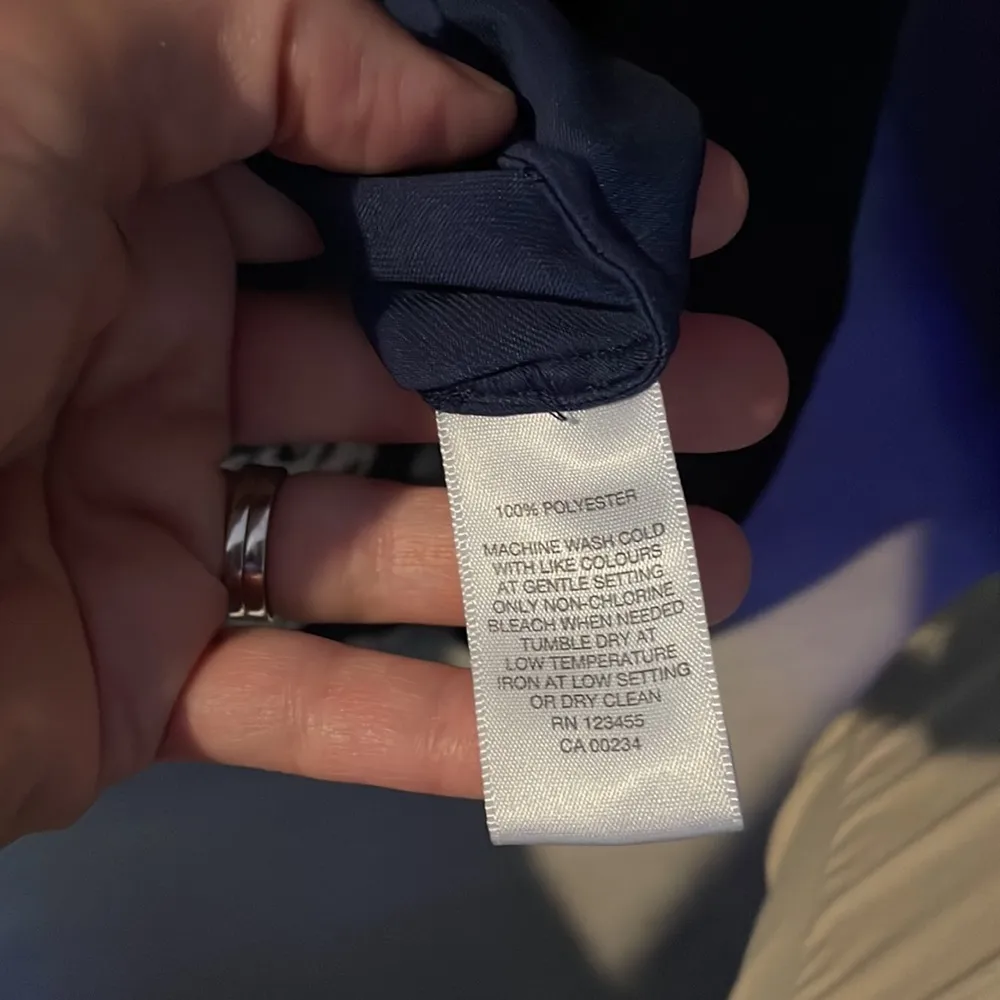 100% POLYESTER
MACHINE WASH COLD
WITH LIKE COLOURS
AT GENTLE SETTING
ONLY NON-CHLORINE
BLEACH WHEN NEEDED
TUMBLE DRY AT
LOW TEMPERATURE
IRON AT LOW SETTING
OR DRY CLEAN
RN 123455
CA 00234